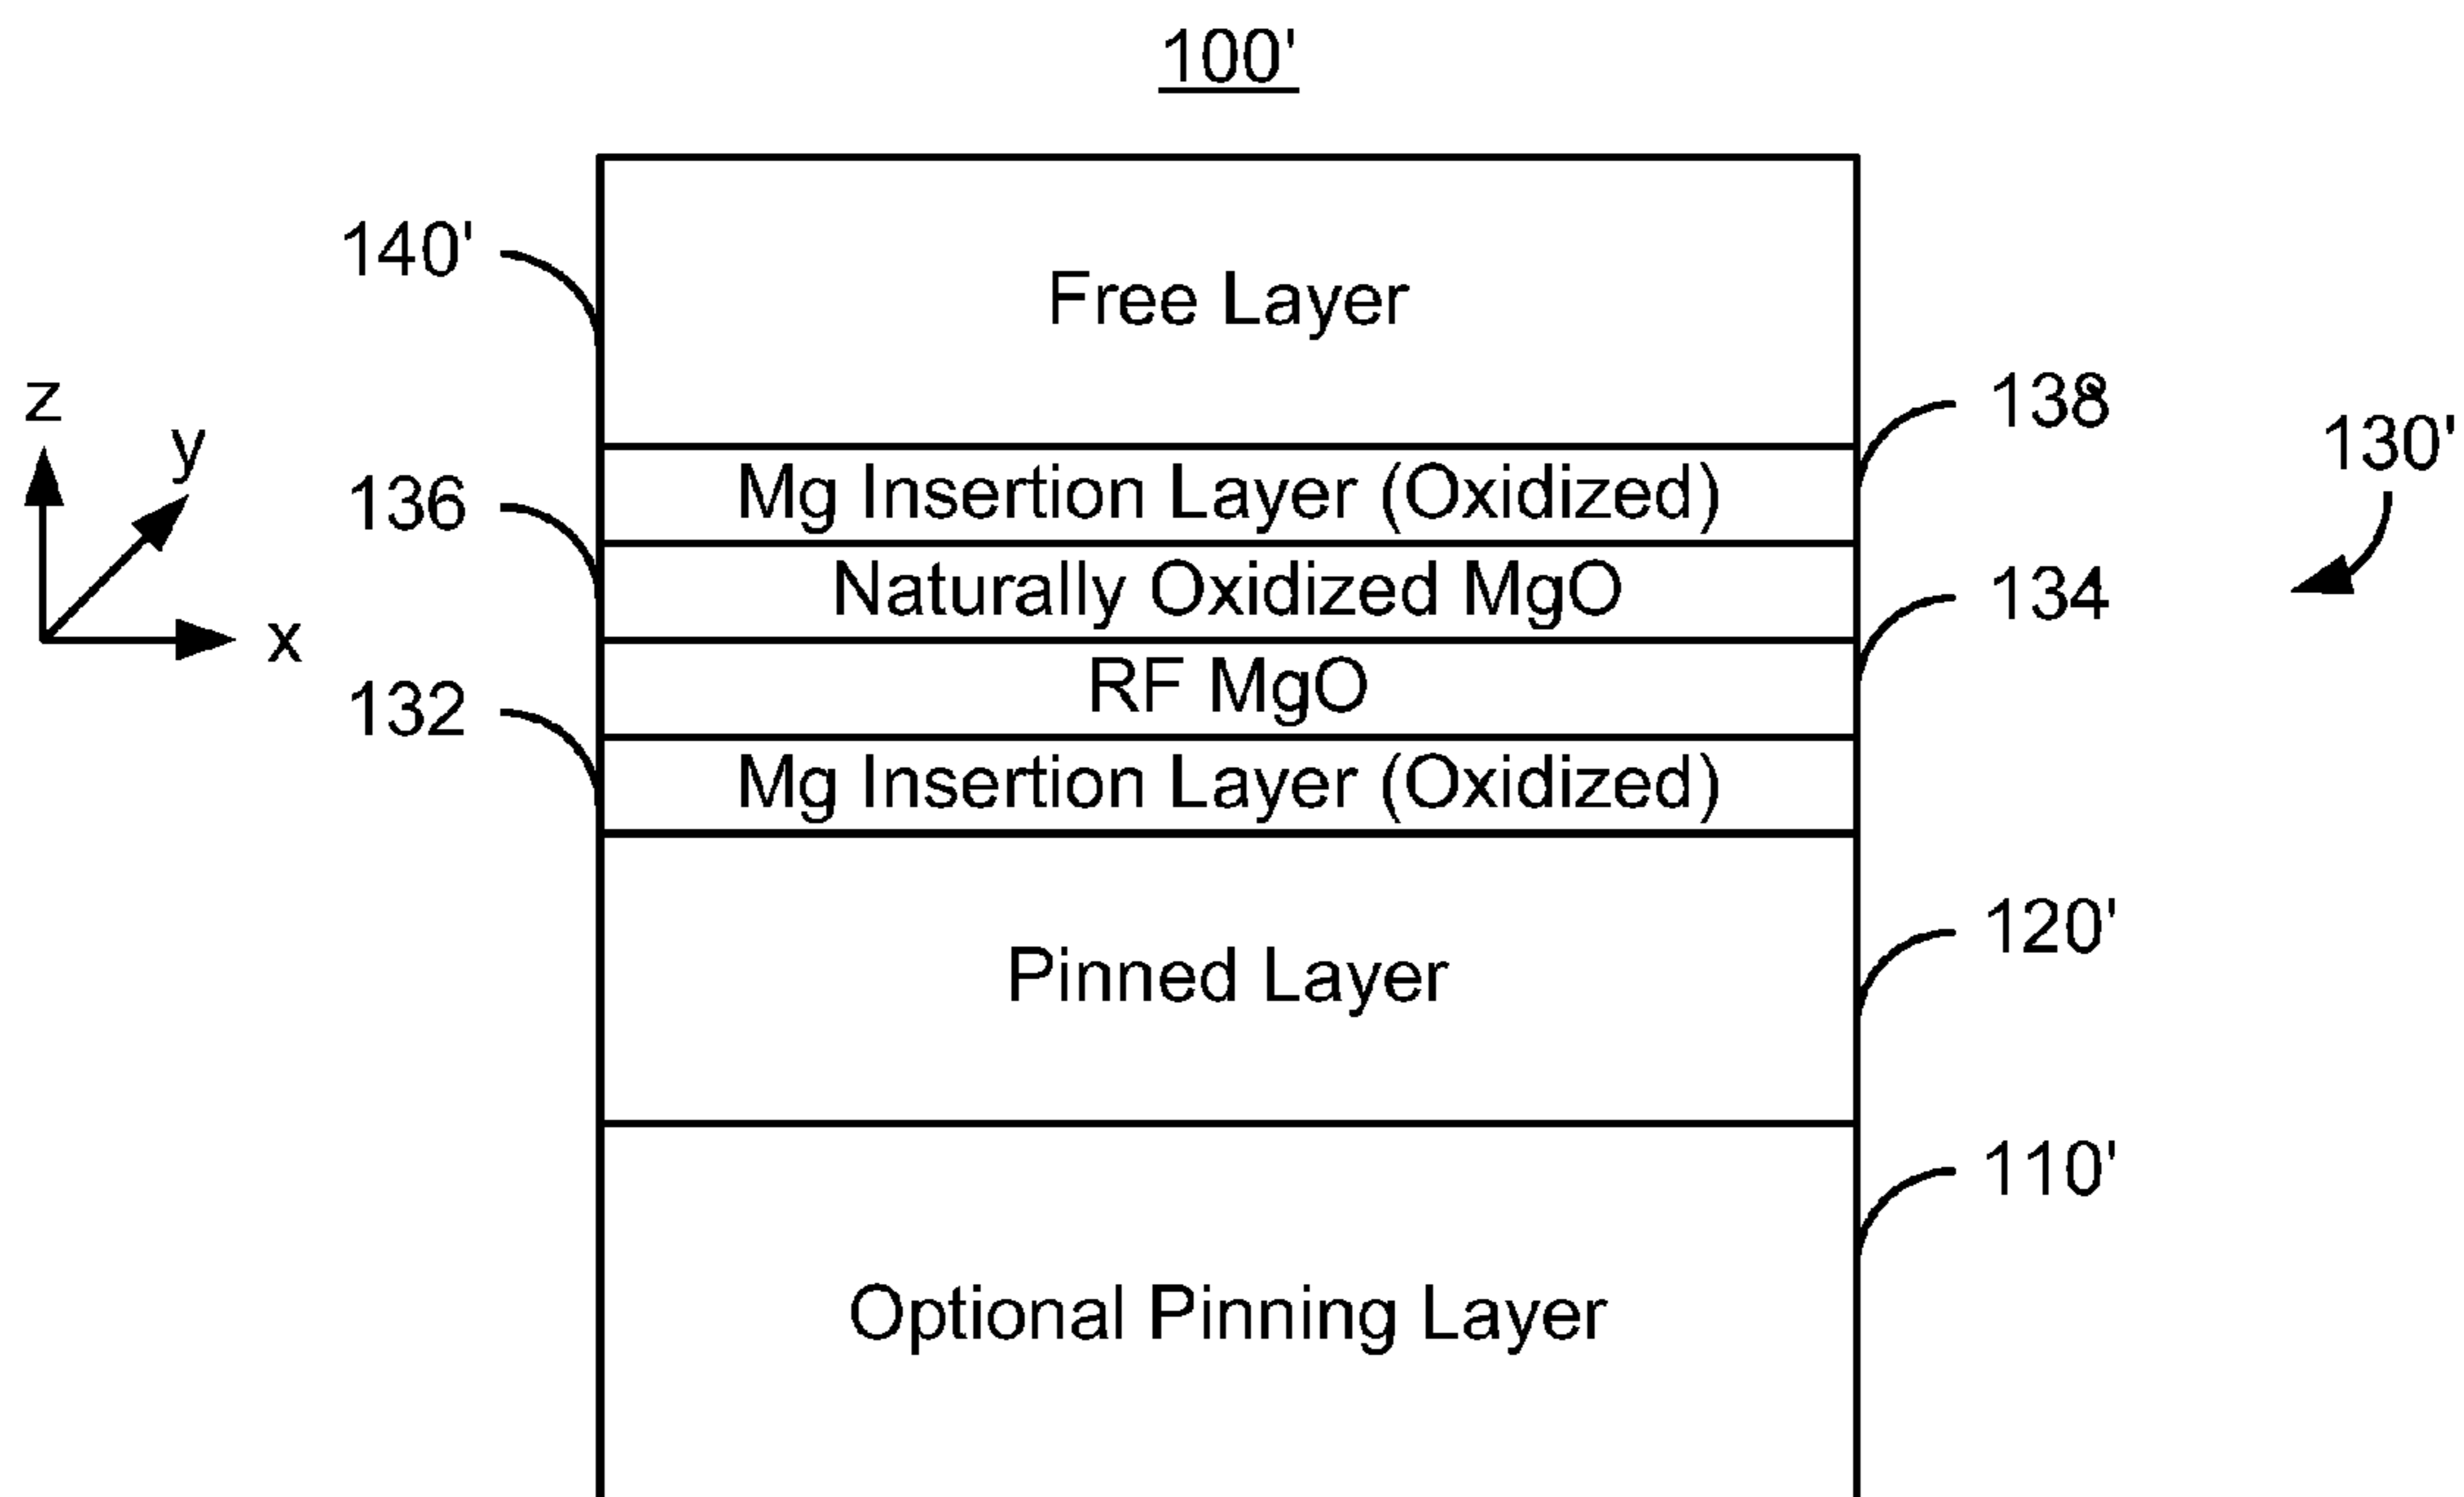 100'
140'
Free Layer
138
130'
z
y
x
136
Mg Insertion Layer (Oxidized)
Naturally Oxidized MgO
134
RF MgO
132
Mg Insertion Layer (Oxidized)
120'
Pinned Layer
110'
Optional Pinning Layer